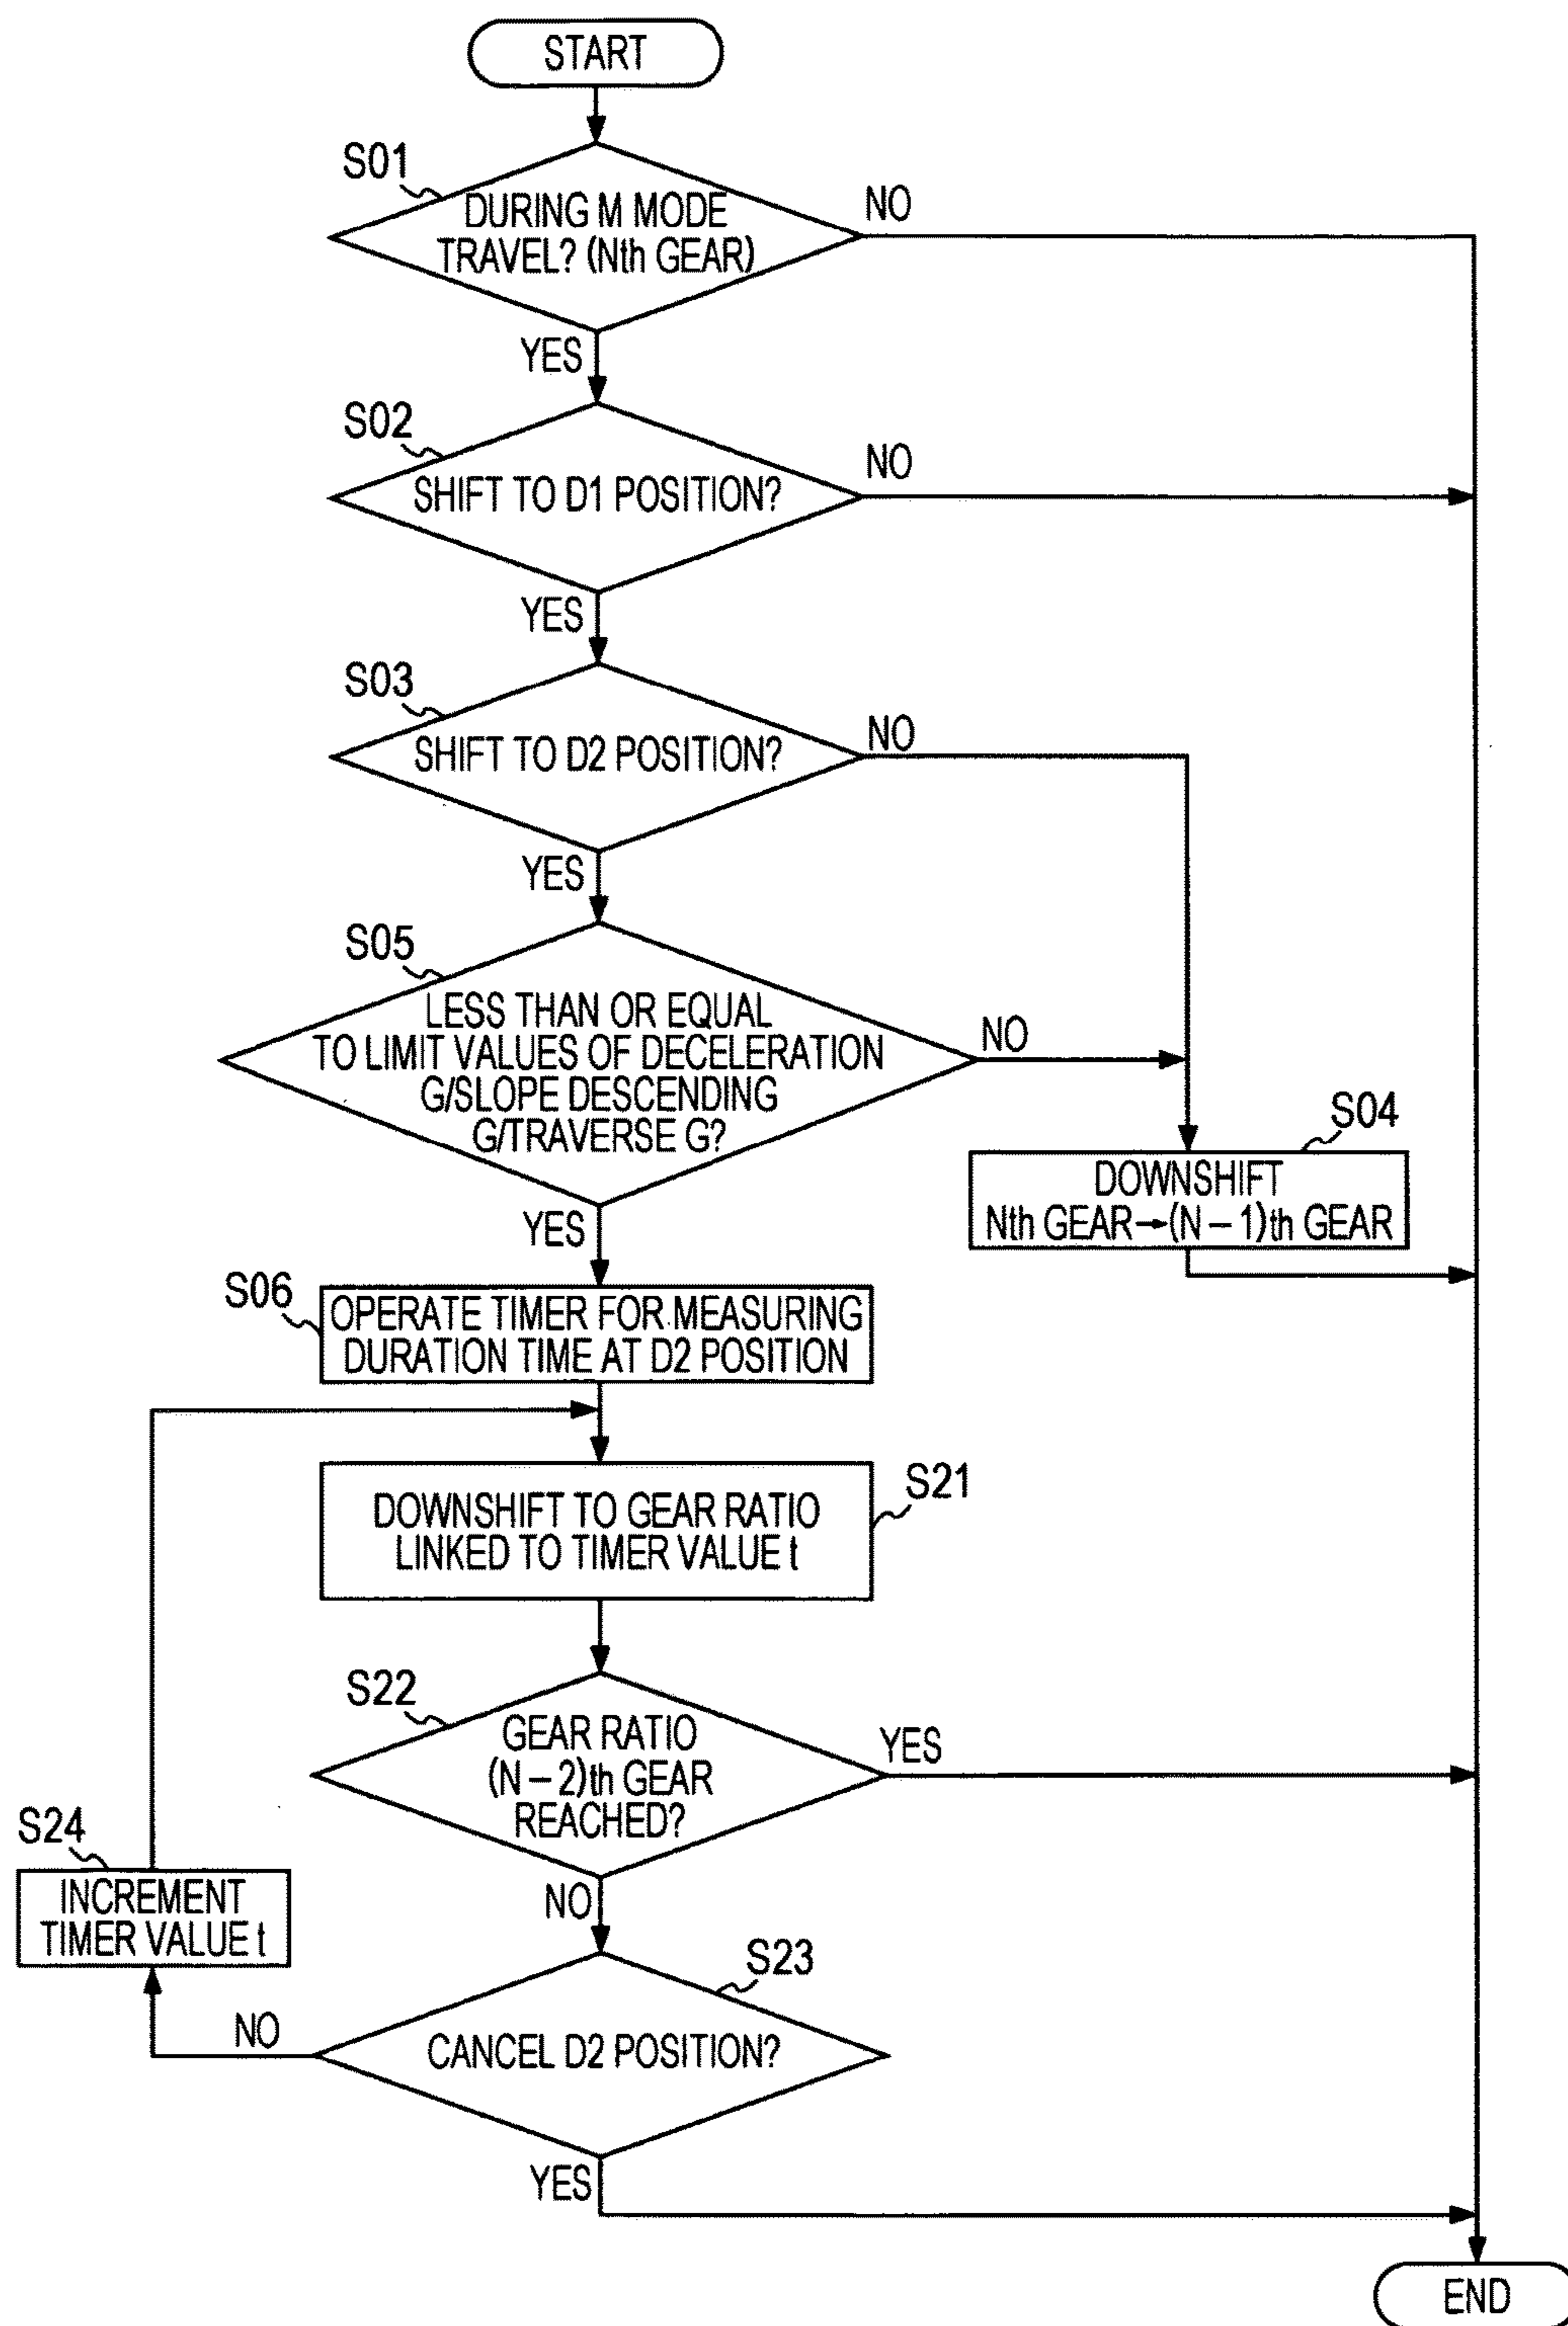 START
S01
DURING M MODE
TRAVEL? (Nth GEAR)
NO
YES
S02
SHIFT TO D1 POSITION?
NO
YES
S03
SHIFT TO D2 POSITION?
NO
YES
S05
LESS THAN OR EQUAL
TO LIMIT VALUES OF DECELERATION
G/SLOPE DESCENDING
G/TRAVERSE G?
NO
YES
S04
DOWNSHIFT
Nth GEAR→(N – 1)th GEAR
S06
OPERATE TIMER FOR MEASURING
DURATION TIME AT D2 POSITION
S21
DOWNSHIFT TO GEAR RATIO
LINKED TO TIMER VALUE t
S22
GEAR RATIO
(N – 2)th GEAR
REACHED?
YES
NO
S24
INCREMENT
TIMER VALUE t
S23
CANCEL D2 POSITION?
NO
YES
END